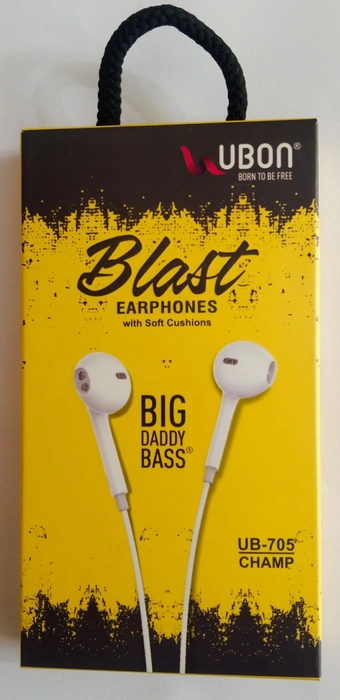 UBON®
BORN TO BE FREE
Blast
EARPHONES
with Soft Cushions
BIG
DADDY
BASS®
UB-705
CHAMP